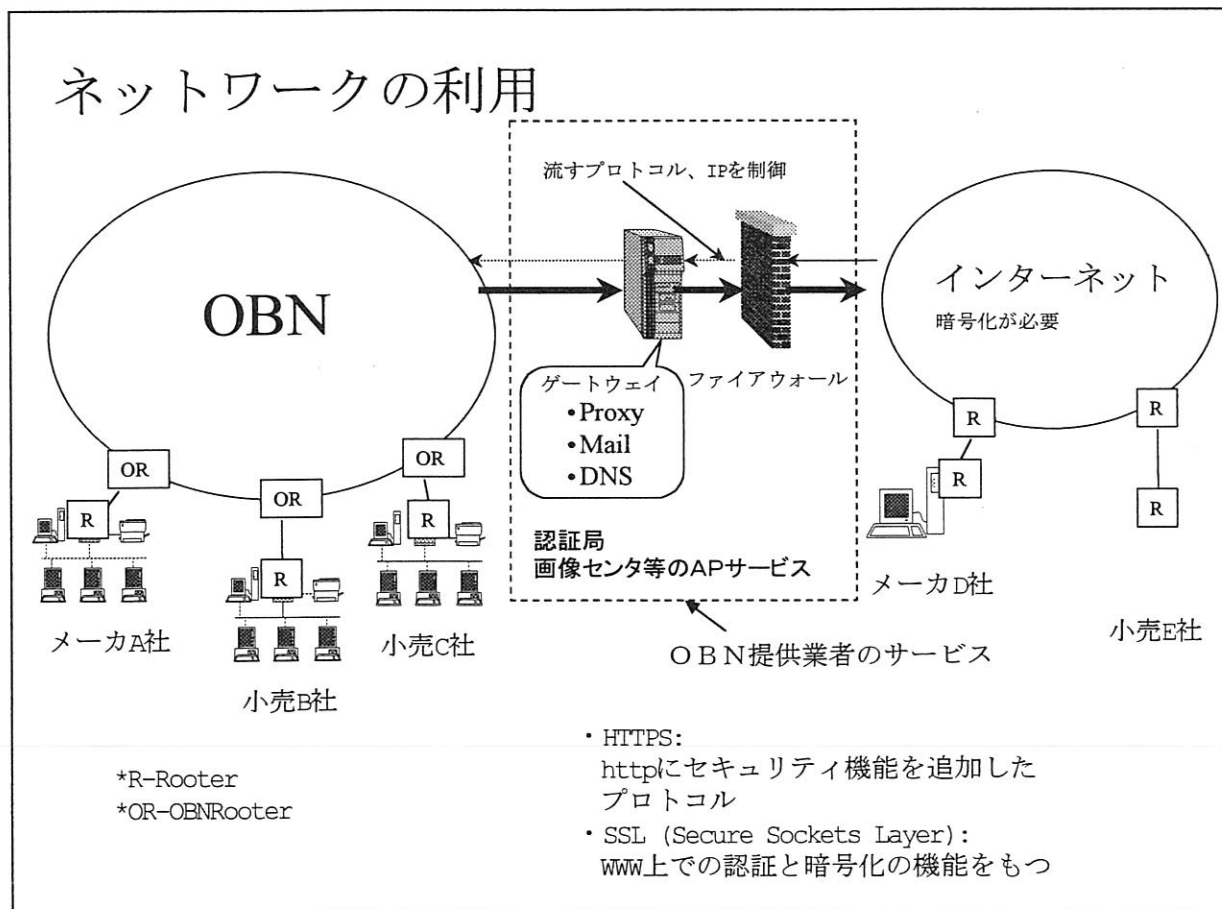 ネットワークの利用
流すプロトコル、IPを制御
OBN
インターネット
暗号化が必要
ゲートウェイ
•Proxy
•Mail
•DNS
ファイアウォール
認証局
画像センタ等のAPサービス
OBN提供業者のサービス
OR
OR
OR
R
R
R
R
R
R
R
メーカA社
小売B社
小売C社
メーカD社
小売E社
*R-Rooter
*OR-OBNRooter
・HTTPS:
httpにセキュリティ機能を追加した
プロトコル
・SSL (Secure Sockets Layer):
WWW上での認証と暗号化の機能をもつ